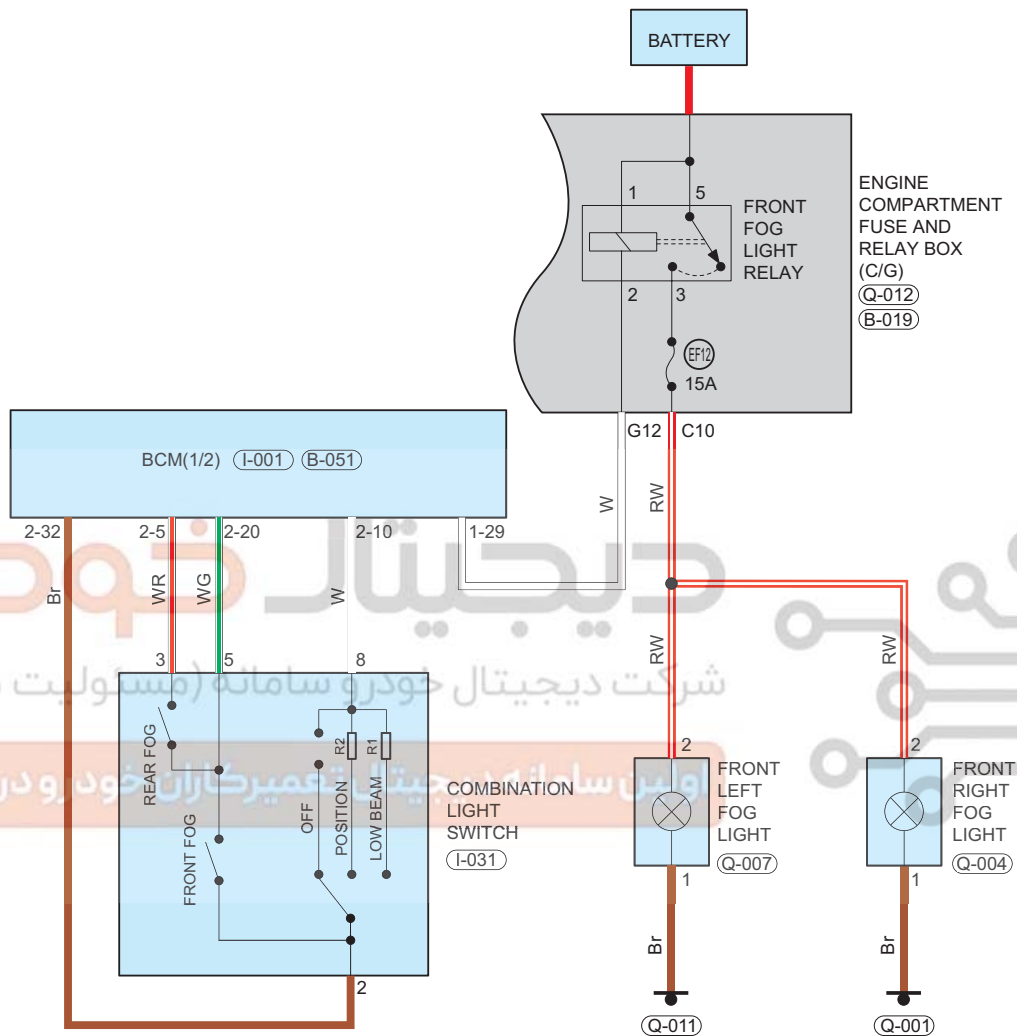 BATTERY
1
5
FRONT
FOG
LIGHT
RELAY
2
3
EF12
15A
ENGINE
COMPARTMENT
FUSE AND
RELAY BOX
(C/G)
Q-012
B-019
G12
C10
BCM(1/2) I-001 B-051
2-32
2-5
2-20
2-10
1-29
Br
WR
WG
W
W
RW
دیجیتال خودر
شرکت دیجیتال خودرو سامانه (مسئولیت
اولین سامانه دیجیتال تعمیرکاران خودرو در
3
5
8
REAR FOG
FRONT FOG
OFF
POSITION
LOW BEAM
R2
R1
2
COMBINATION
LIGHT
SWITCH
I-031
RW
RW
2
FRONT
LEFT
FOG
LIGHT
Q-007
1
Br
Q-011
2
FRONT
RIGHT
FOG
LIGHT
Q-004
1
Br
Q-001